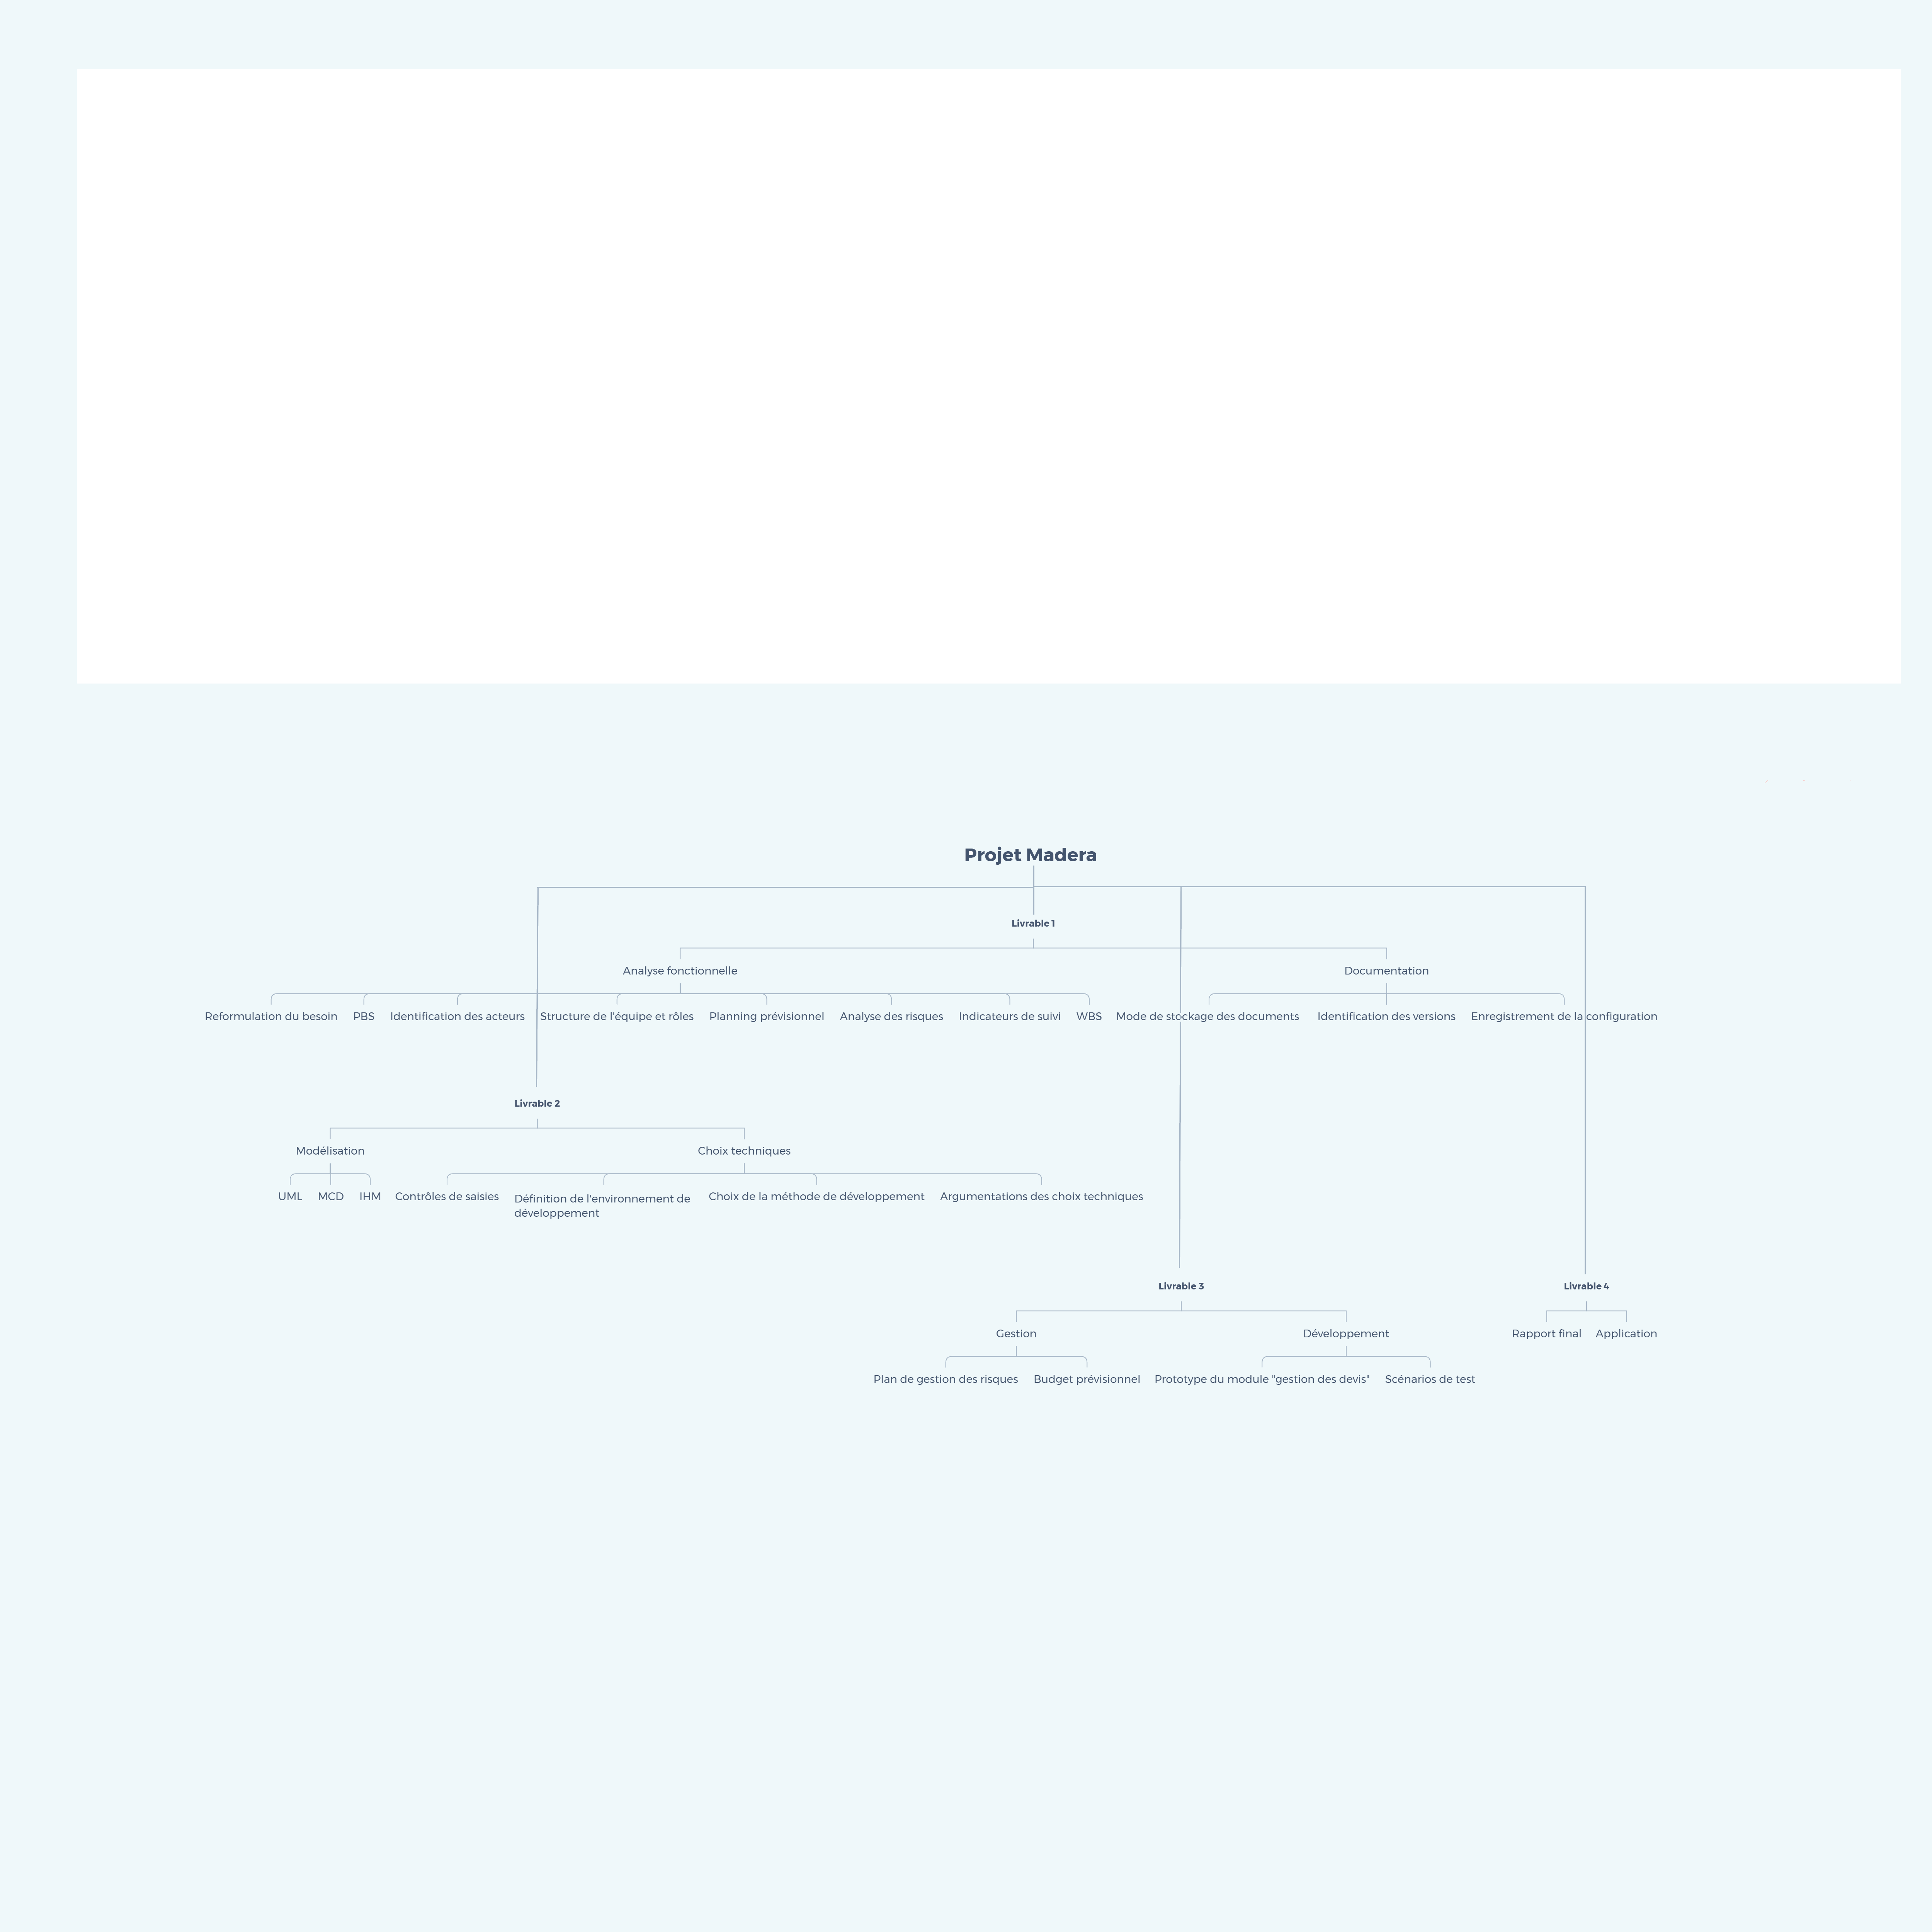 Projet Madera
Livrable 1
Analyse fonctionnelle
Documentation
Reformulation du besoin
PBS
Identification des acteurs
Structure de l'équipe et rôles
Planning prévisionnel
Analyse des risques
Indicateurs de suivi
WBS
Mode de stockage des documents
Identification des versions
Enregistrement de la configuration
Livrable 2
Modélisation
Choix techniques
UML
MCD
IHM
Contrôles de saisies
Définition de l'environnement de
développement
Choix de la méthode de développement
Argumentations des choix techniques
Livrable 3
Livrable 4
Gestion
Développement
Rapport final
Application
Plan de gestion des risques
Budget prévisionnel
Prototype du module "gestion des devis"
Scénarios de test